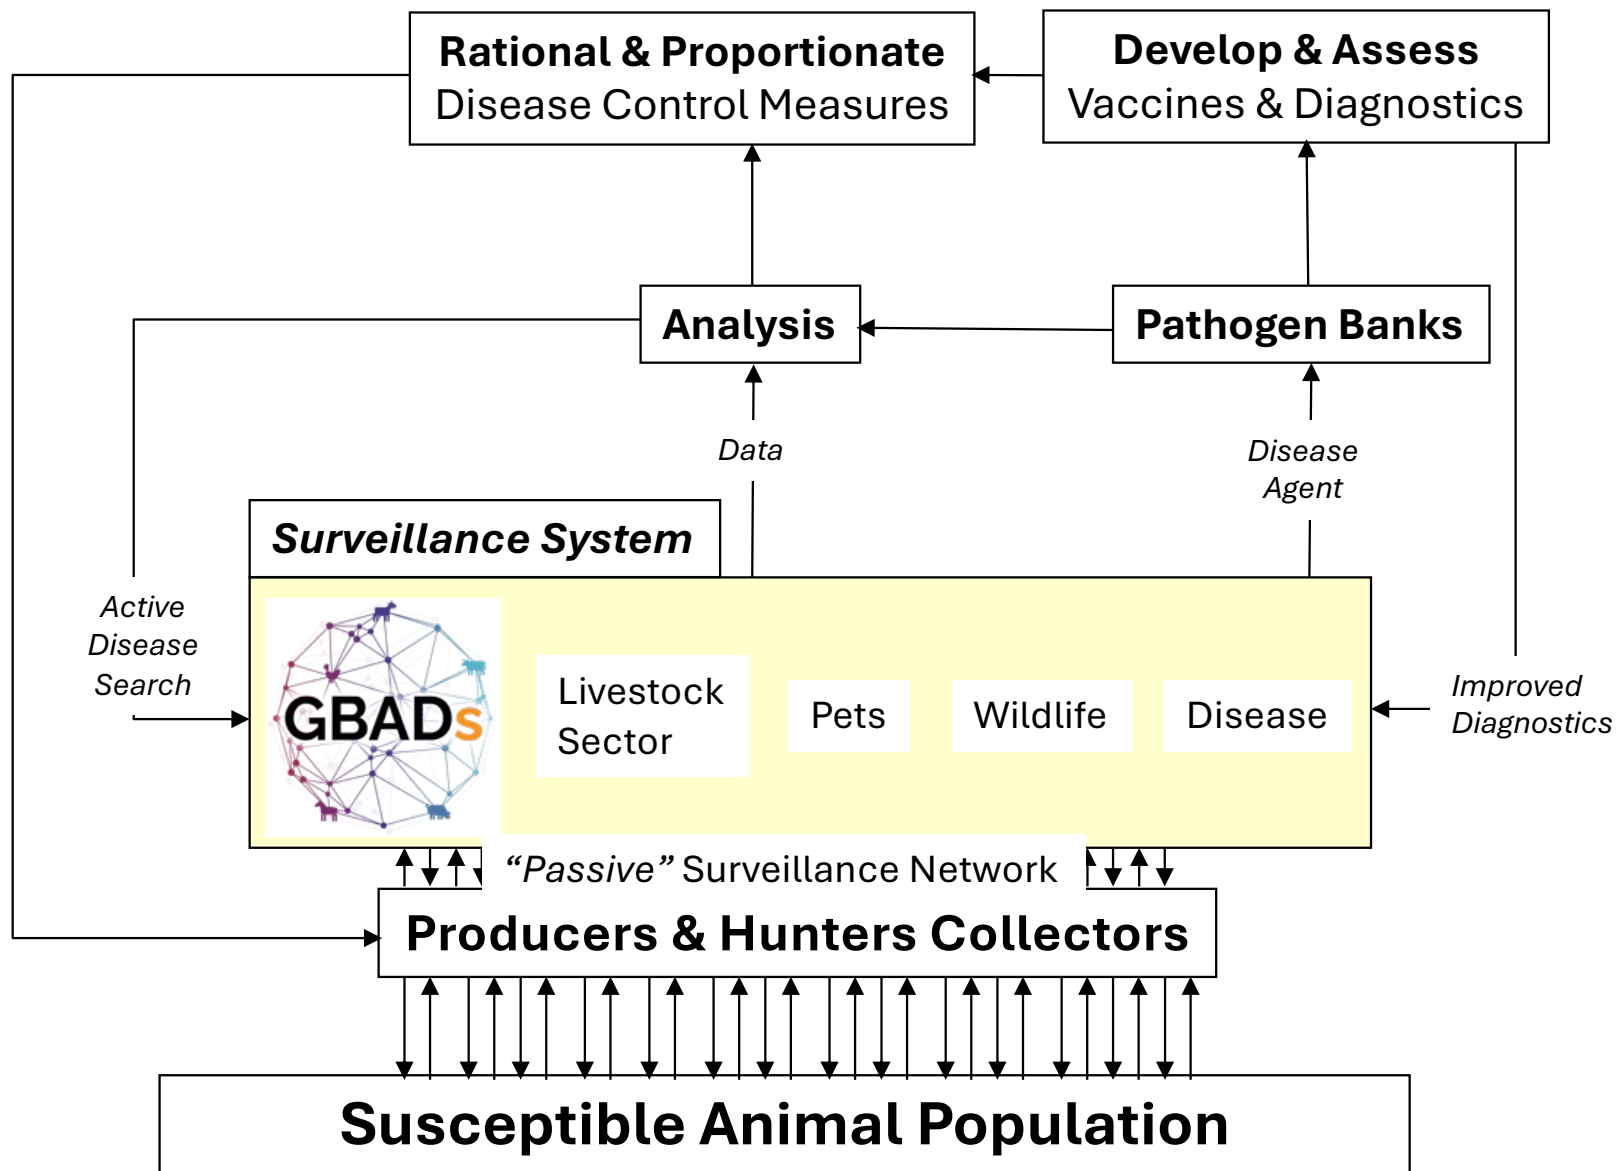 Rational & Proportionate
Disease Control Measures
Develop & Assess
Vaccines & Diagnostics
Analysis
Pathogen Banks
Data
Disease
Agent
Surveillance System
Active
Disease
Search
GBADs
Livestock
Sector
Pets
Wildlife
Disease
Improved
Diagnostics
“Passive” Surveillance Network
Producers & Hunters Collectors
Susceptible Animal Population